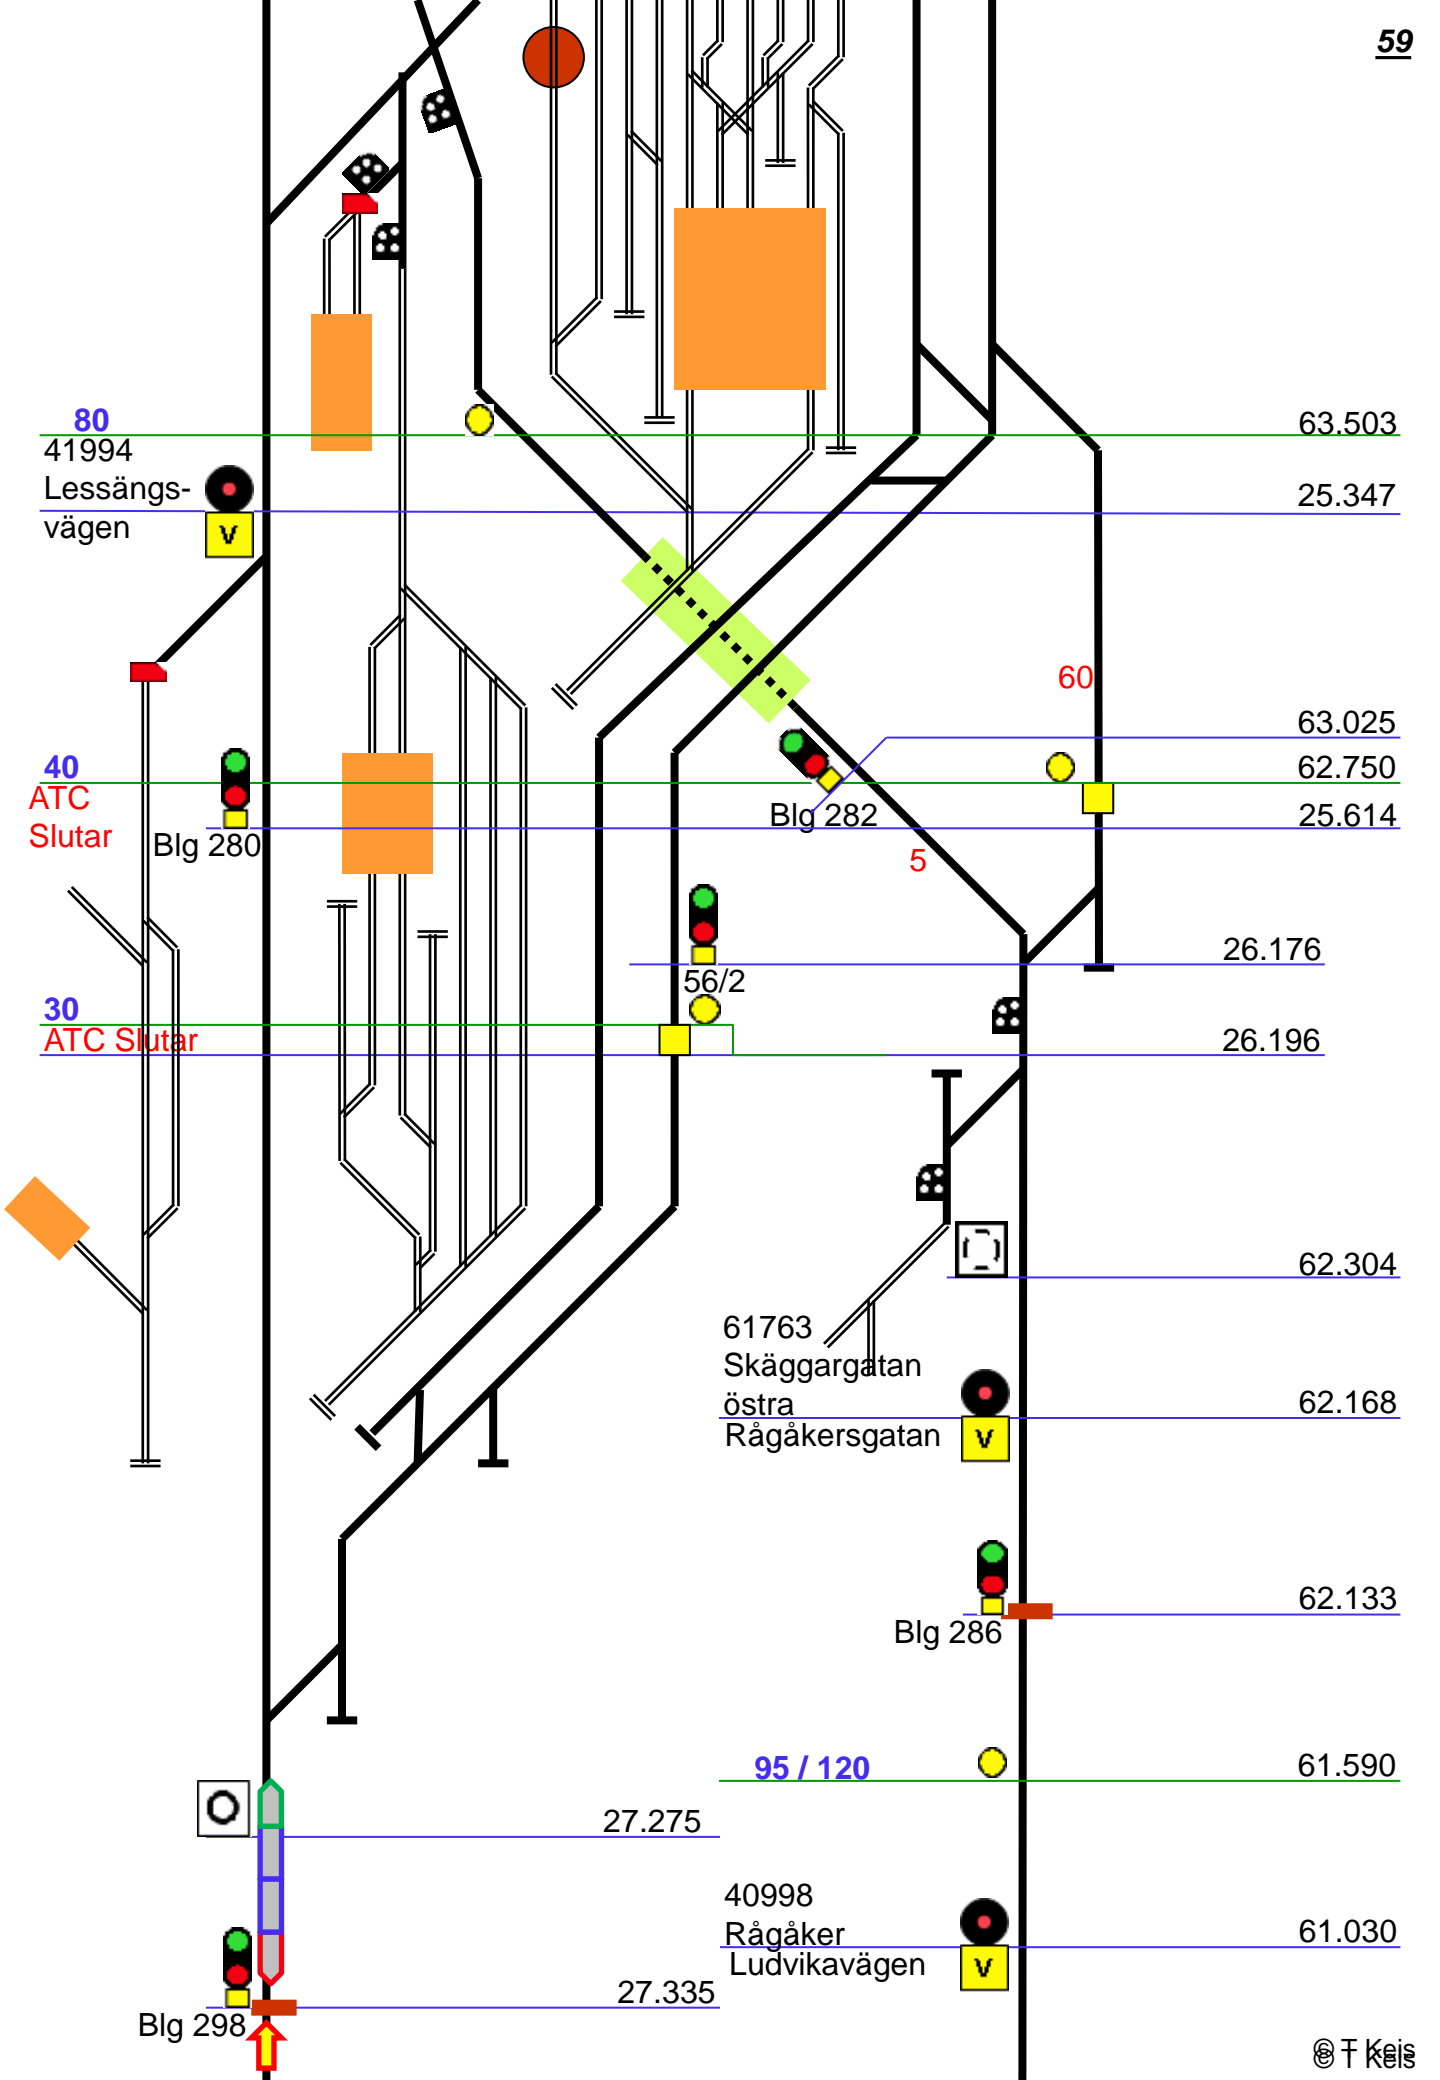 59
80
63.503
41994
Lessängs-
vägen
V
25.347
60
63.025
40
62.750
ATC
Slutar
Blg 282
25.614
Blg 280
5
26.176
56/2
30
ATC Slutar
26.196
62.304
61763
Skäggargatan
östra
Rågåkersgatan
V
62.168
62.133
Blg 286
95 / 120
61.590
27.275
40998
Rågåker
Ludvikavägen
V
61.030
27.335
Blg 298
© T Keis
© T Keis